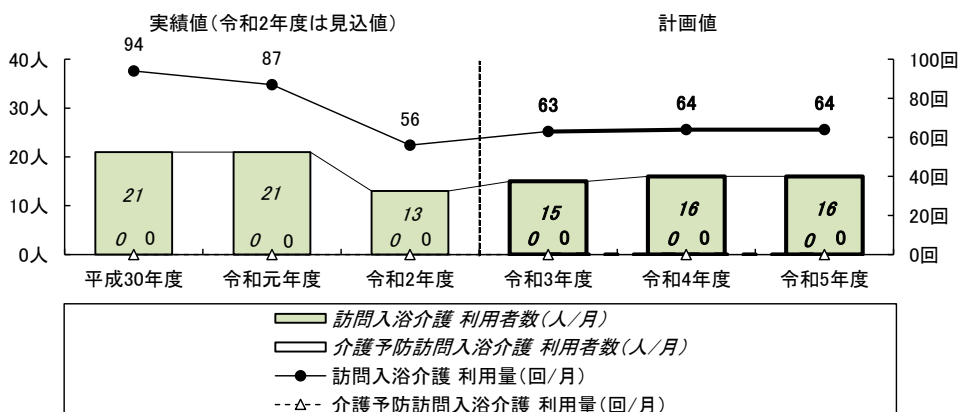 実績値(令和2年度は見込値) 計画値
94 87 56 63 64 64
40人 30人 20人 10人 0人
100回 80回 60回 40回 20回 0回
21 21 13 15 16 16
0 0 0 0 0 0 0 0 0 0 0 0
平成30年度 令和元年度 令和2年度 令和3年度 令和4年度 令和5年度
訪問入浴介護 利用者数(人/月)
介護予防訪問入浴介護 利用者数(人/月)
訪問入浴介護 利用量(回/月)
介護予防訪問入浴介護 利用量(回/月)